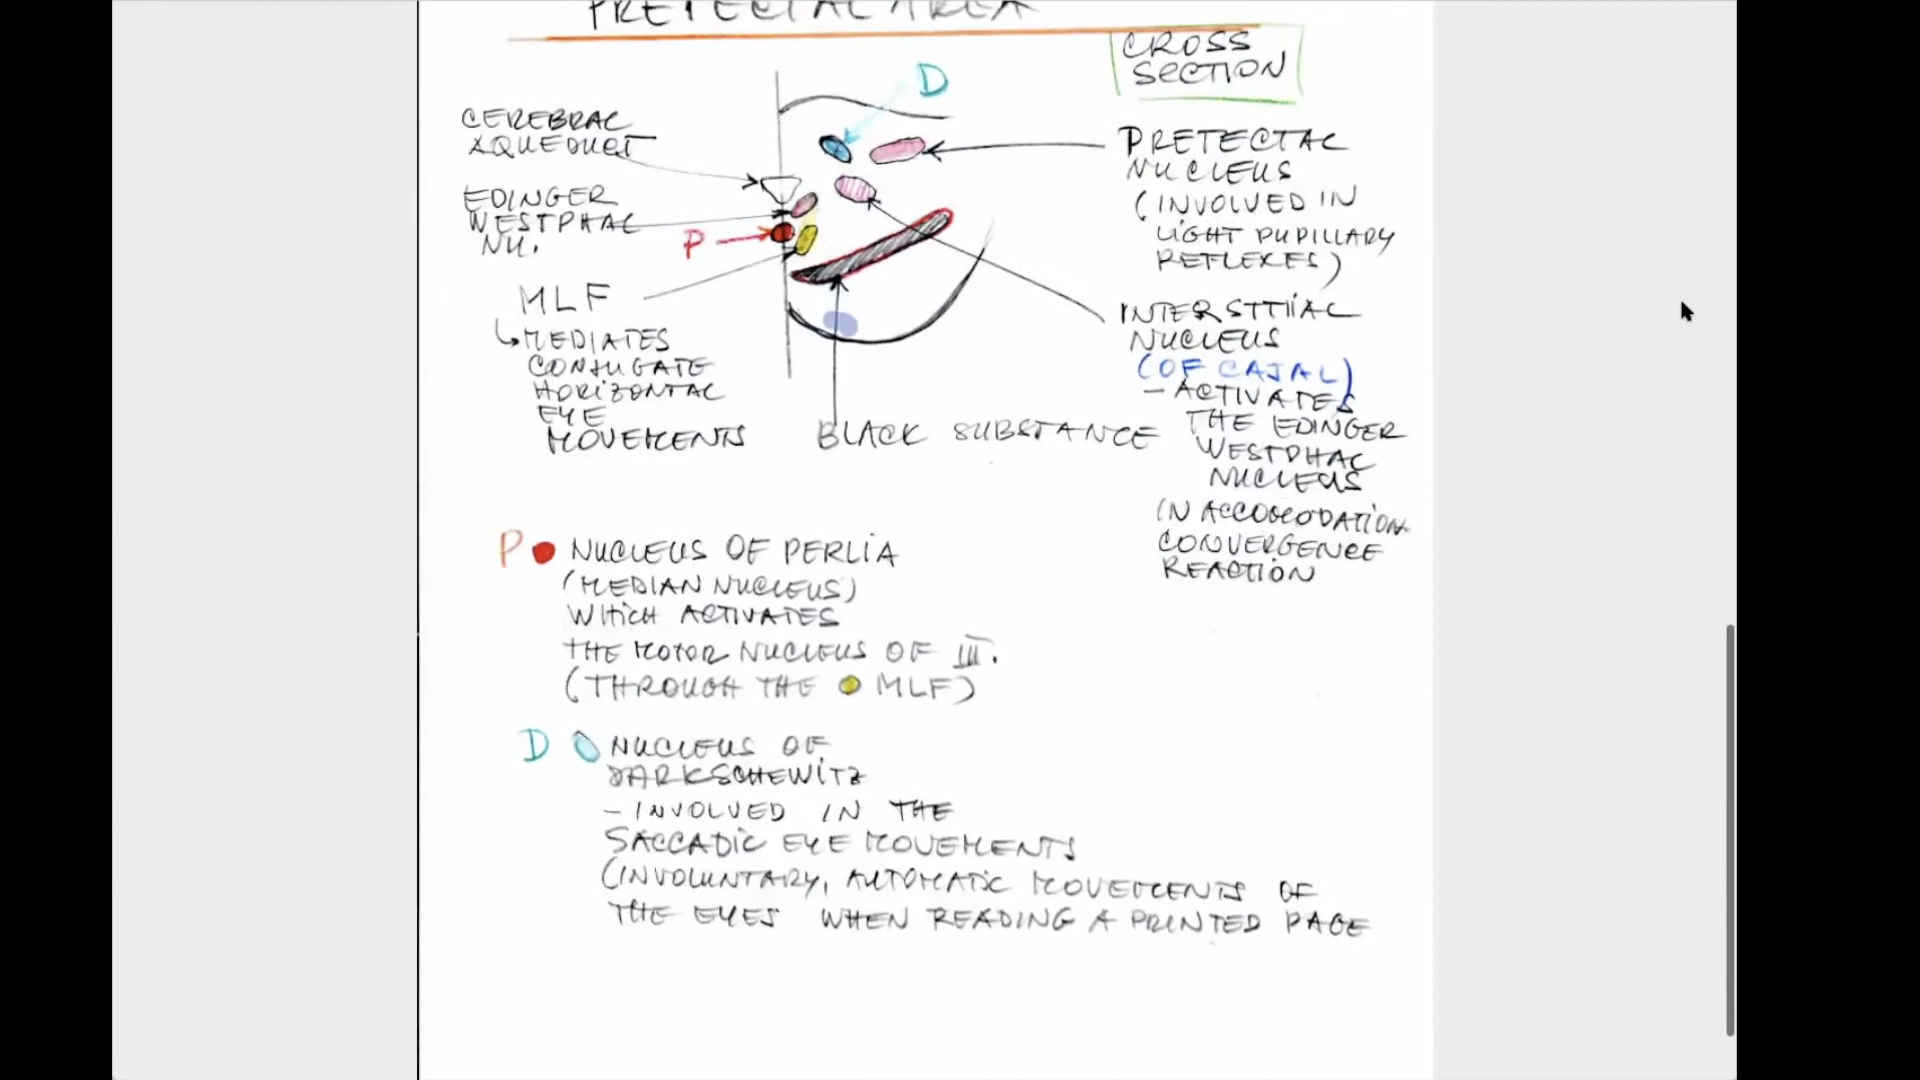 PRETECTAL AREA
CROSS
SECTION
D
CEREBRAL
AQUEDUCT
EDINGER
WESTPHAL
NU.
P
MLF
MEDIATES
CONJUGATE
HORIZONTAL
EYE
MOVEMENTS
BLACK SUBSTANCE
PRETECTAL
NUCLEUS
(INVOLVED IN
LIGHT PUPILLARY
REFLEXES)
INTERSTTIIAL
NUCLEUS
(OF CAJAL)
- ACTIVATES
THE EDINGER
WESTPHAL
NUCLEUS
IN ACCOMODATION
CONVERGENCE
REACTION
P NUCLEUS OF PERLIA
(MEDIAN NUCLEUS)
WHICH ACTIVATES
THE MOTOR NUCLEUS OF III.
(THROUGH THE MLF)
D NUCLEUS OF
DARKSCHEWITZ
- INVOLVED IN THE
SACCADIC EYE MOVEMENTS
(INVOLUNTARY, AUTOMATIC MOVEMENTS OF
THE EYES WHEN READING A PRINTED PAGE